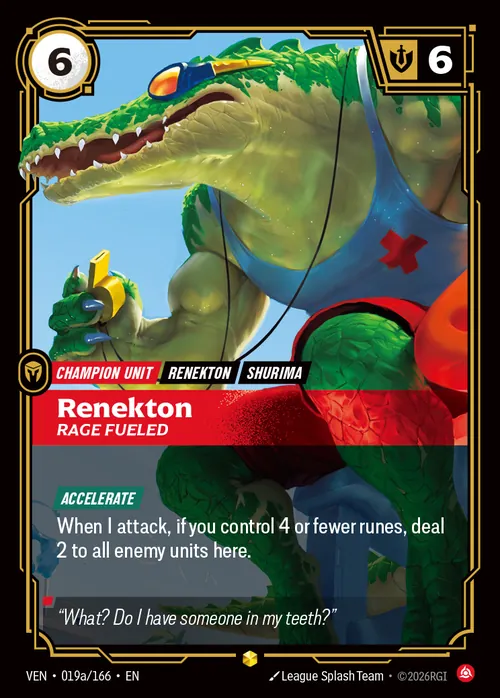 6
6
CHAMPION UNIT / RENEKTON / SHURIMA
Renekton
RAGE FUELED
ACCELERATE
When I attack, if you control 4 or fewer runes, deal
2 to all enemy units here.
“What? Do I have someone in my teeth?”
VEN • 019a/166 • EN League Splash Team • ©2026RGI